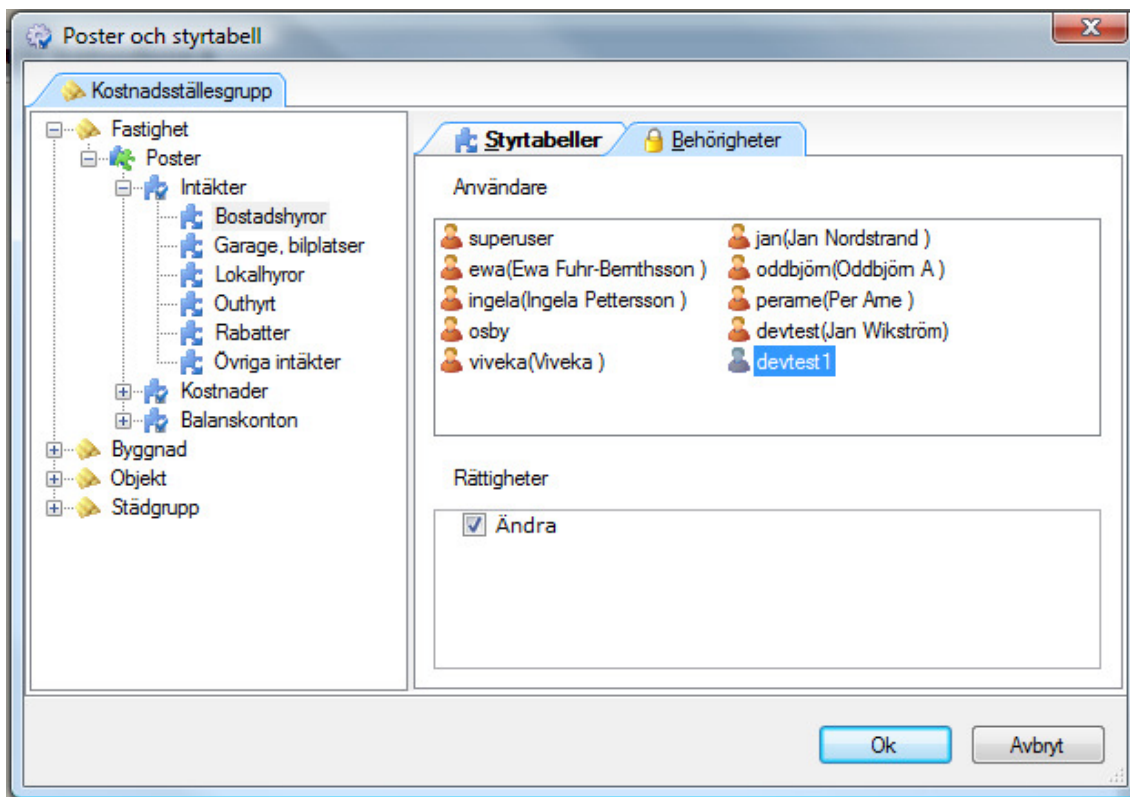 Poster och styrtabell
Kostnadsställesgrupp
Fastighet
Poster
Intäkter
Bostadshyror
Garage, bilplatser
Lokalhyror
Outhyrt
Rabatter
Övriga intäkter
Kostnader
Balanskonton
Byggnad
Objekt
Städgrupp
Styrtabeller Behörigheter
Användare
superuser jan(Jan Nordstrand )
ewa(Ewa Fuhr-Bernthsson ) oddbjörn(Oddbjörn A )
ingela(Ingela Pettersson ) perarne(Per Arne )
osby devtest(Jan Wikström)
viveka(Viveka ) devtest1
Rättigheter
Ändra
Ok Avbryt